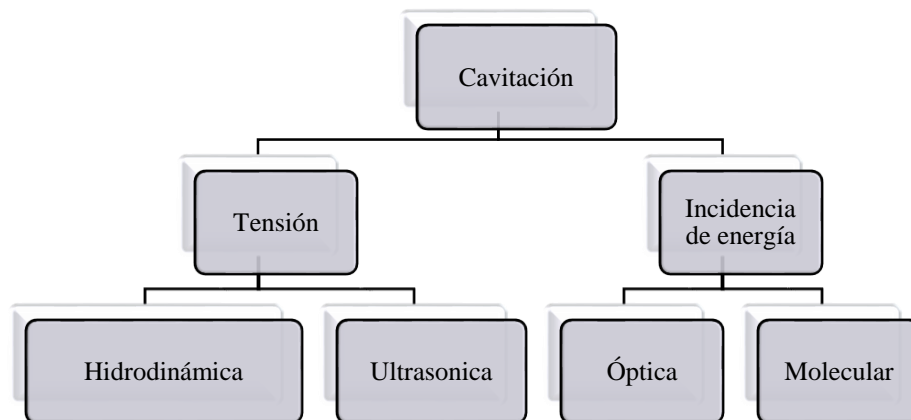 Cavitación
Tensión
Incidencia
de energía
Hidrodinámica
Ultrasonica
Óptica
Molecular